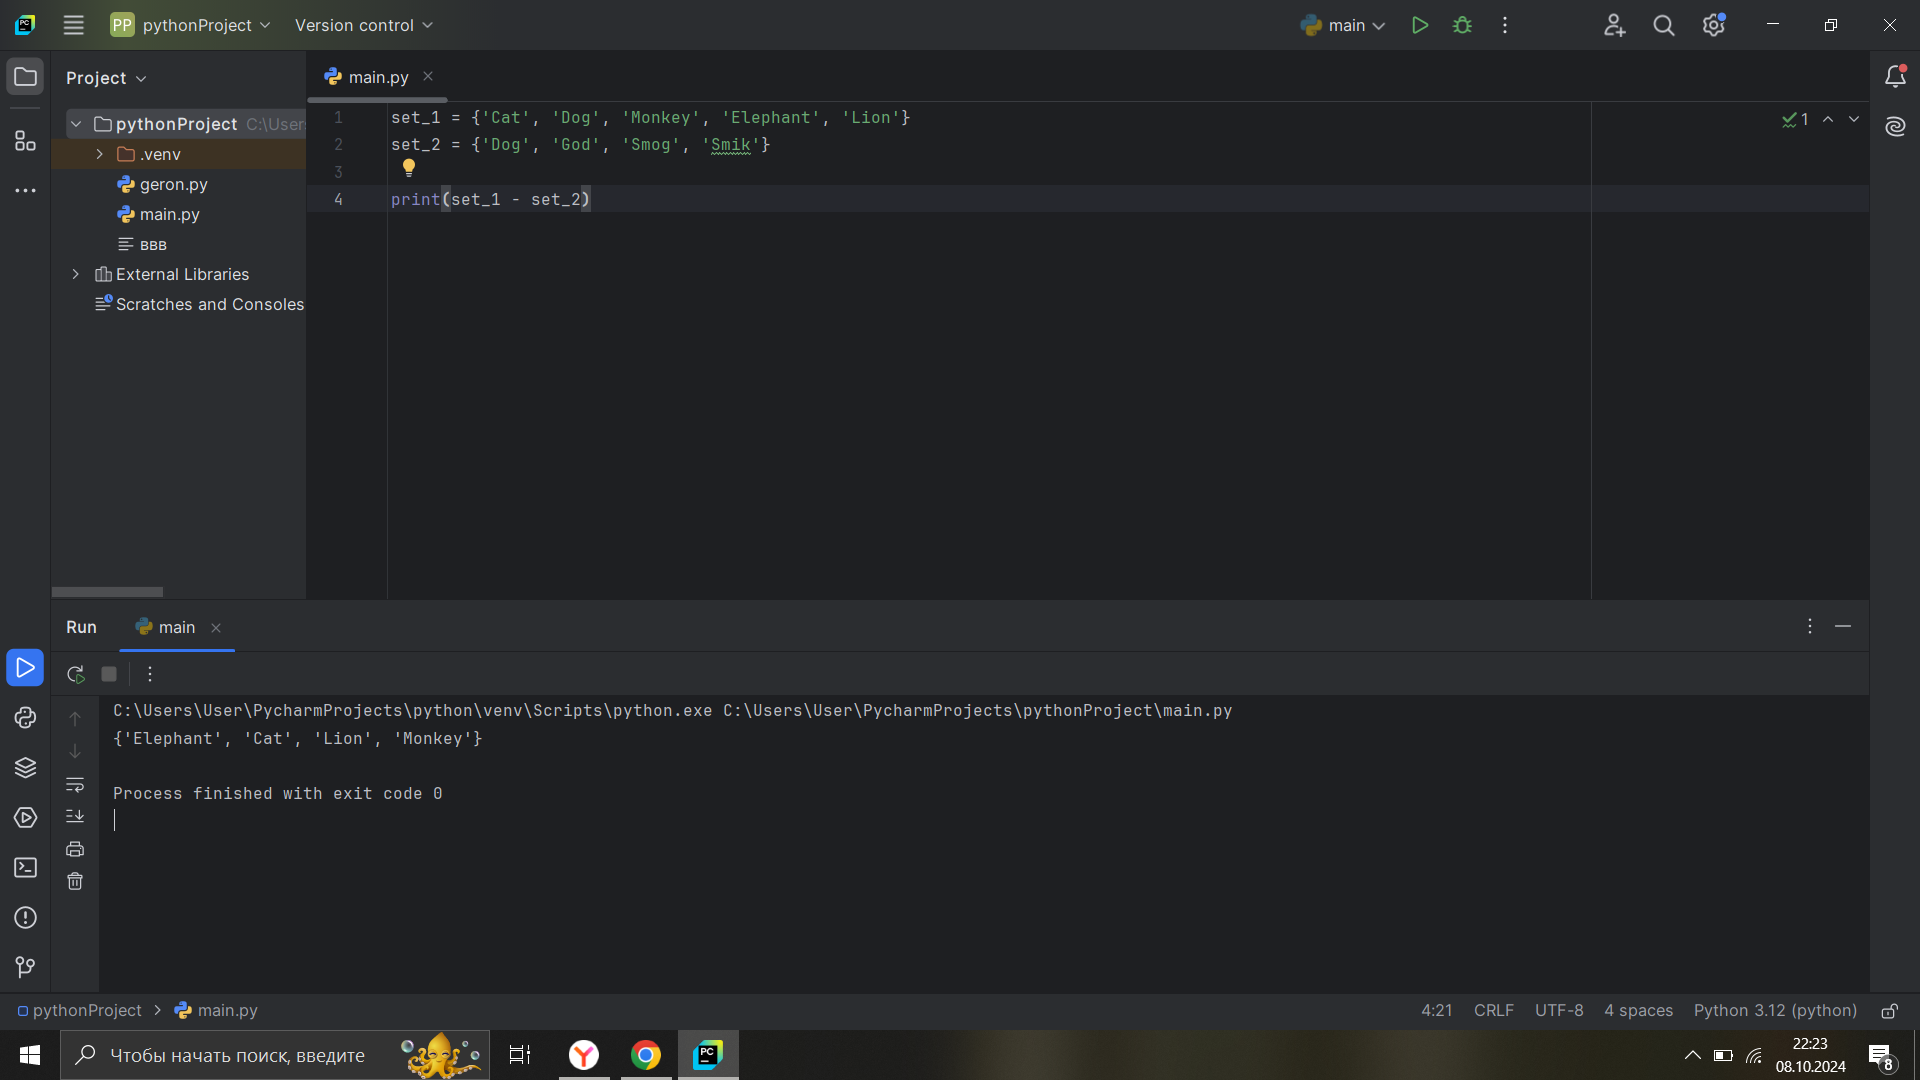 PC
PP pythonProject Version control main
Project
main.py
pythonProject C:\User
.venv
geron.py
main.py
ввв
External Libraries
Scratches and Consoles
1 set_1 = {'Cat', 'Dog', 'Monkey', 'Elephant', 'Lion'}
2 set_2 = {'Dog', 'God', 'Smog', 'Smik'}
3
4 print(set_1 - set_2)
1
Run main
C:\Users\User\PycharmProjects\python\venv\Scripts\python.exe C:\Users\User\PycharmProjects\pythonProject\main.py
{'Elephant', 'Cat', 'Lion', 'Monkey'}
Process finished with exit code 0
pythonProject > main.py 4:21 CRLF UTF-8 4 spaces Python 3.12 (python)
Чтобы начать поиск, введите
PC
22:23
08.10.2024
8